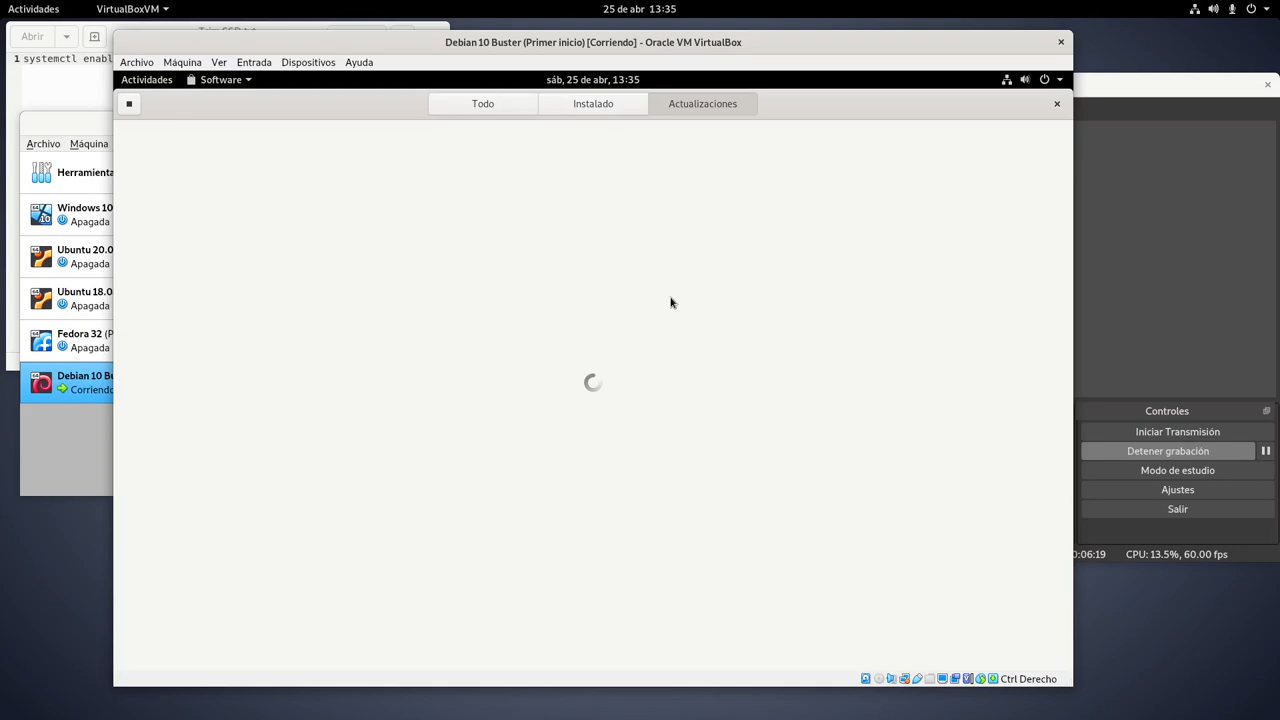 Actividades VirtualBoxVM 25 de abr 13:35
Abrir
1 systemctl enabl
Debian 10 Buster (Primer inicio) [Corriendo] - Oracle VM VirtualBox
Archivo Máquina Ver Entrada Dispositivos Ayuda
Actividades Software sáb, 25 de abr, 13:35
Todo Instalado Actualizaciones
Archivo Máquina
Herramienta
Windows 10
Apagada
Ubuntu 20.0
Apagada
Ubuntu 18.0
Apagada
Fedora 32 (P
Apagada
Debian 10 Bu
Corriendo
Controles
Iniciar Transmisión
Detener grabación
Modo de estudio
Ajustes
Salir
0:06:19 CPU: 13.5%, 60.00 fps
Ctrl Derecho